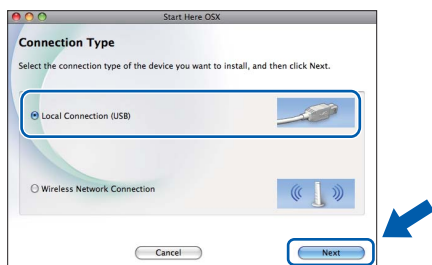 Start Here OSX
Connection Type
Select the connection type of the device you want to install, and then click Next.
Local Connection (USB)
Wireless Network Connection
Cancel
Next